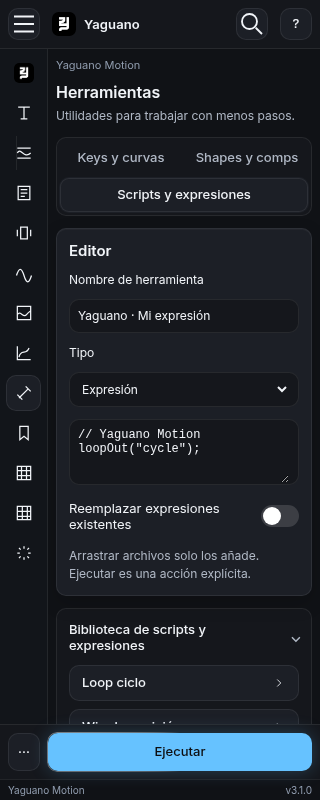 Yaguano
?
Yaguano Motion
Herramientas
Utilidades para trabajar con menos pasos.
Keys y curvas
Shapes y comps
Scripts y expresiones
Editor
Nombre de herramienta
Yaguano · Mi expresión
Tipo
Expresión
// Yaguano Motion
loopOut("cycle");
Reemplazar expresiones
existentes
Arrastrar archivos solo los añade.
Ejecutar es una acción explícita.
Biblioteca de scripts y
expresiones
Loop ciclo
Ejecutar
Yaguano Motion
v3.1.0